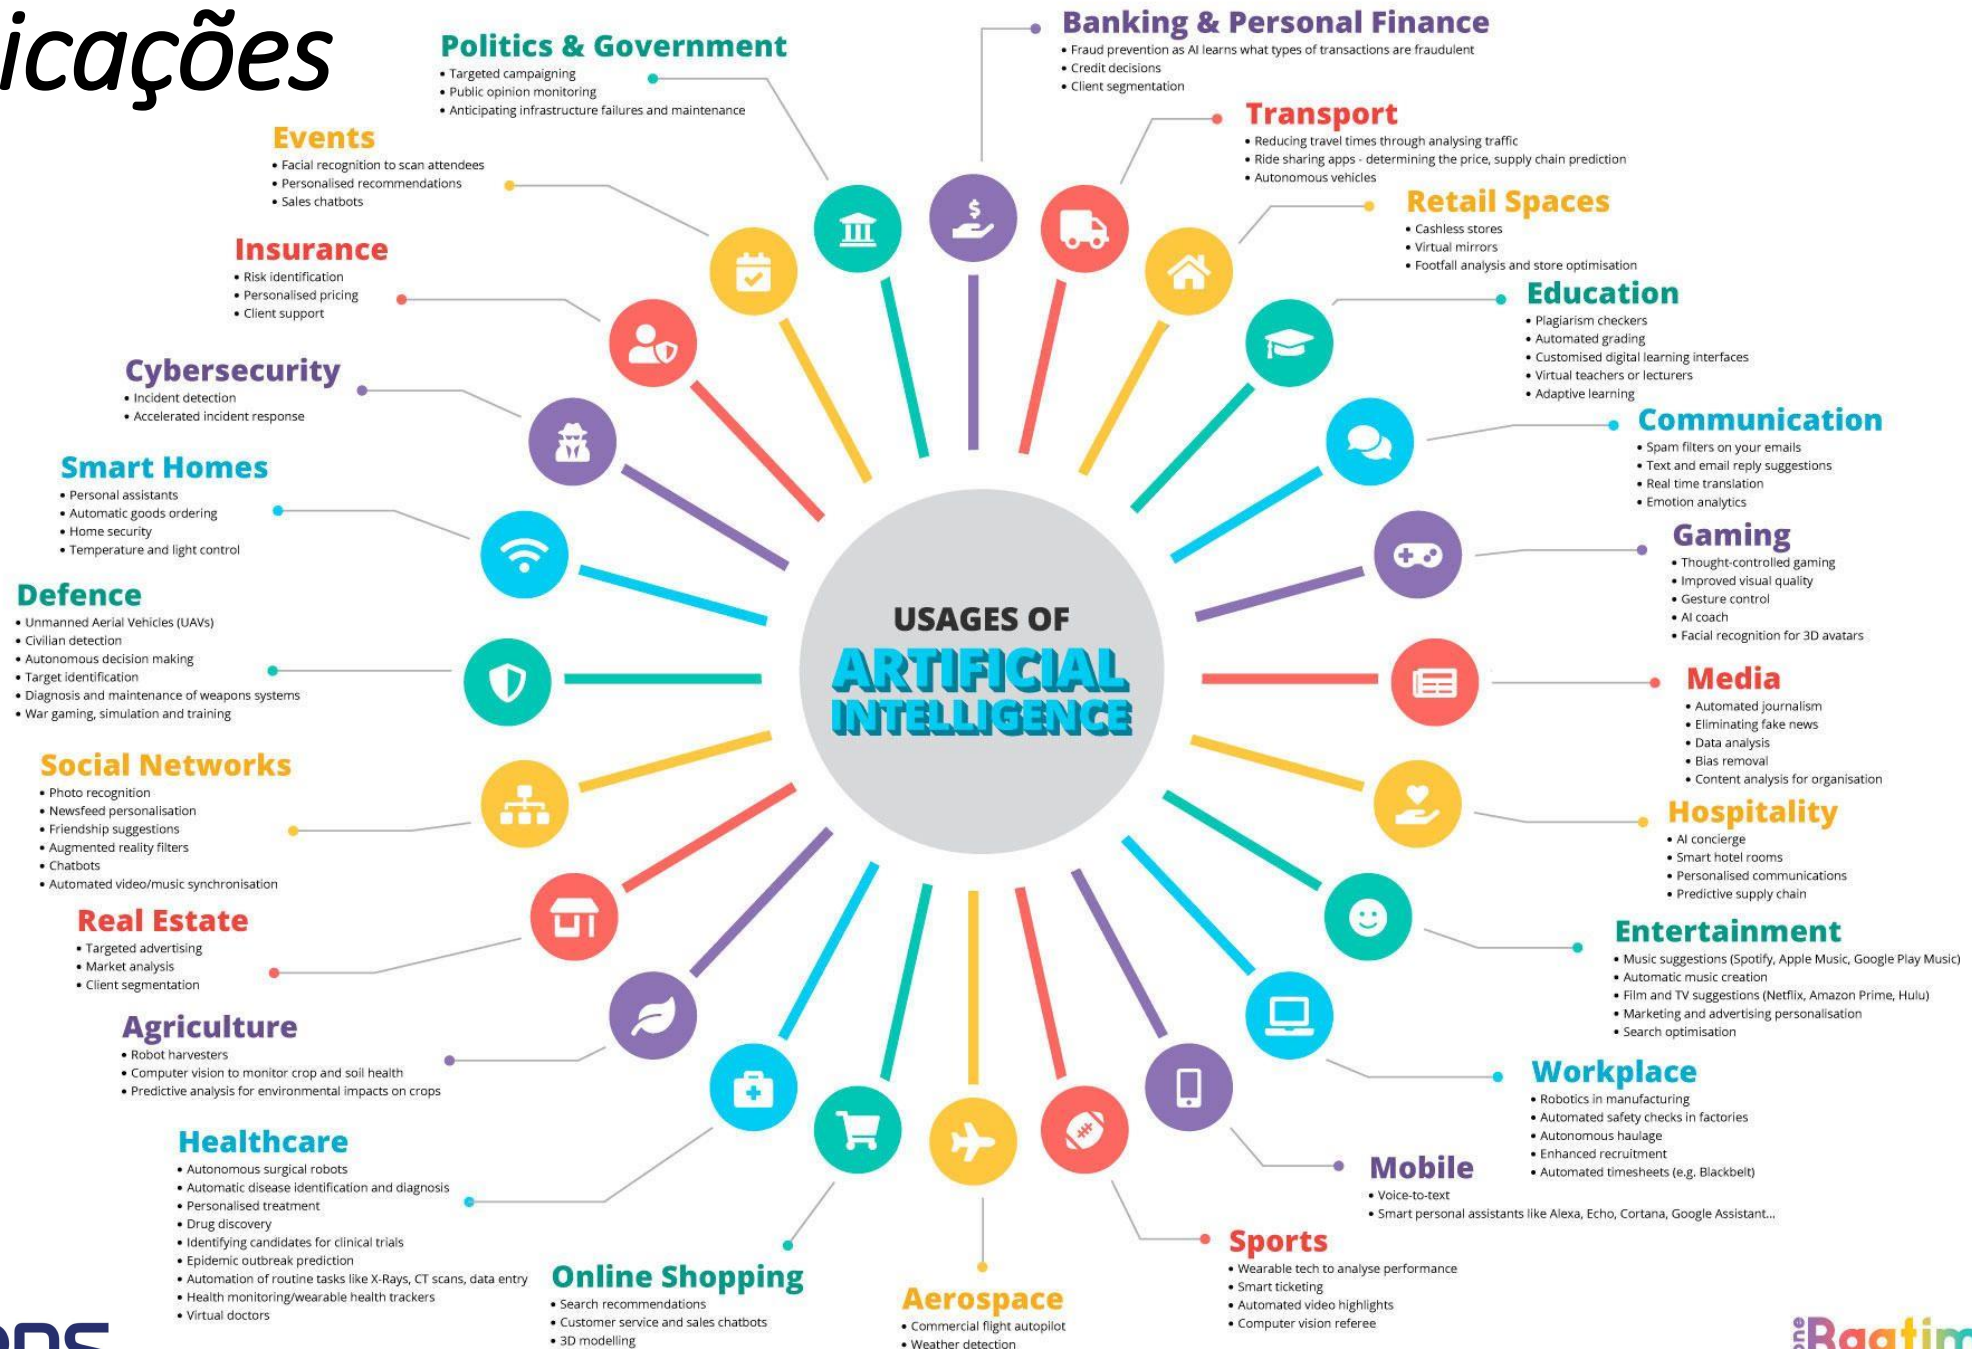 icações
Politics & Government
• Targeted campaigning
• Public opinion monitoring
• Anticipating infrastructure failures and maintenance
Banking & Personal Finance
• Fraud prevention as AI learns what types of transactions are fraudulent
• Credit decisions
• Client segmentation
Transport
• Reducing travel times through analysing traffic
• Ride sharing apps - determining the price, supply chain prediction
• Autonomous vehicles
Retail Spaces
• Cashless stores
• Virtual mirrors
• Footfall analysis and store optimisation
Education
• Plagiarism checkers
• Automated grading
• Customised digital learning interfaces
• Virtual teachers or lecturers
• Adaptive learning
Communication
• Spam filters on your emails
• Text and email reply suggestions
• Real time translation
• Emotion analytics
Gaming
• Thought-controlled gaming
• Improved visual quality
• Gesture control
• AI coach
• Facial recognition for 3D avatars
Media
• Automated journalism
• Eliminating fake news
• Data analysis
• Bias removal
• Content analysis for organisation
Hospitality
• AI concierge
• Smart hotel rooms
• Personalised communications
• Predictive supply chain
Entertainment
• Music suggestions (Spotify, Apple Music, Google Play Music)
• Automatic music creation
• Film and TV suggestions (Netflix, Amazon Prime, Hulu)
• Marketing and advertising personalisation
• Search optimisation
Workplace
• Robotics in manufacturing
• Automated safety checks in factories
• Autonomous haulage
• Enhanced recruitment
• Automated timesheets (e.g. Blackbelt)
Mobile
• Voice-to-text
• Smart personal assistants like Alexa, Echo, Cortana, Google Assistant...
Sports
• Wearable tech to analyse performance
• Smart ticketing
• Automated video highlights
• Computer vision referee
Aerospace
• Commercial flight autopilot
• Weather detection
Online Shopping
• Search recommendations
• Customer service and sales chatbots
• 3D modelling
Healthcare
• Autonomous surgical robots
• Automatic disease identification and diagnosis
• Personalised treatment
• Drug discovery
• Identifying candidates for clinical trials
• Epidemic outbreak prediction
• Automation of routine tasks like X-Rays, CT scans, data entry
• Health monitoring/wearable health trackers
• Virtual doctors
Agriculture
• Robot harvesters
• Computer vision to monitor crop and soil health
• Predictive analysis for environmental impacts on crops
Real Estate
• Targeted advertising
• Market analysis
• Client segmentation
Social Networks
• Photo recognition
• Newsfeed personalisation
• Friendship suggestions
• Augmented reality filters
• Chatbots
• Automated video/music synchronisation
Defence
• Unmanned Aerial Vehicles (UAVs)
• Civilian detection
• Autonomous decision making
• Target identification
• Diagnosis and maintenance of weapons systems
• War gaming, simulation and training
Smart Homes
• Personal assistants
• Automatic goods ordering
• Home security
• Temperature and light control
Cybersecurity
• Incident detection
• Accelerated incident response
Insurance
• Risk identification
• Personalised pricing
• Client support
Events
• Facial recognition to scan attendees
• Personalised recommendations
• Sales chatbots
USAGES OF
ARTIFICIAL
INTELLIGENCE